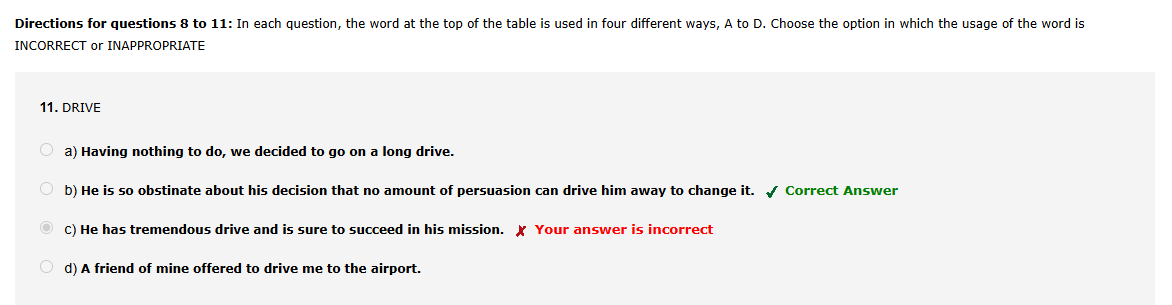 Directions for questions 8 to 11: In each question, the word at the top of the table is used in four different ways, A to D. Choose the option in which the usage of the word is
INCORRECT or INAPPROPRIATE
11. DRIVE
a) Having nothing to do, we decided to go on a long drive.
b) He is so obstinate about his decision that no amount of persuasion can drive him away to change it. ✓ Correct Answer
c) He has tremendous drive and is sure to succeed in his mission. ✗ Your answer is incorrect
d) A friend of mine offered to drive me to the airport.